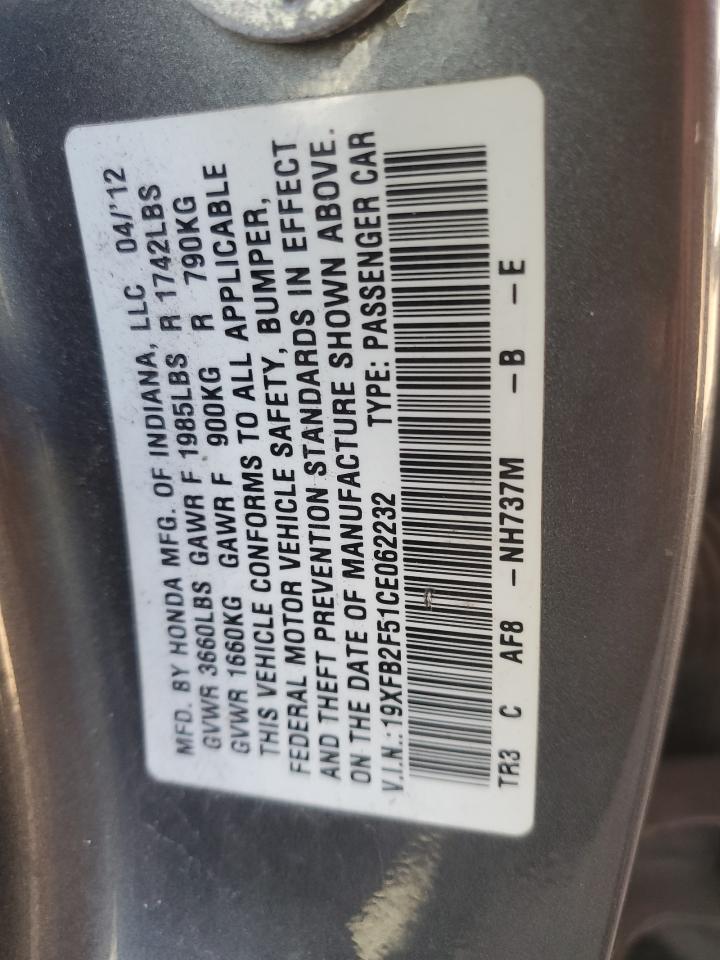 MFD. BY HONDA MFG. OF INDIANA, LLC 04/'12
GVWR 3660LBS GAWR F 1985LBS R 1742LBS
GVWR 1660KG GAWR F 900KG R 790KG
THIS VEHICLE CONFORMS TO ALL APPLICABLE
FEDERAL MOTOR VEHICLE SAFETY, BUMPER,
AND THEFT PREVENTION STANDARDS IN EFFECT
ON THE DATE OF MANUFACTURE SHOWN ABOVE.
V.I.N.:19XFB2F51CE062232 TYPE: PASSENGER CAR
TR3 C AF8 -NH737M -B -E